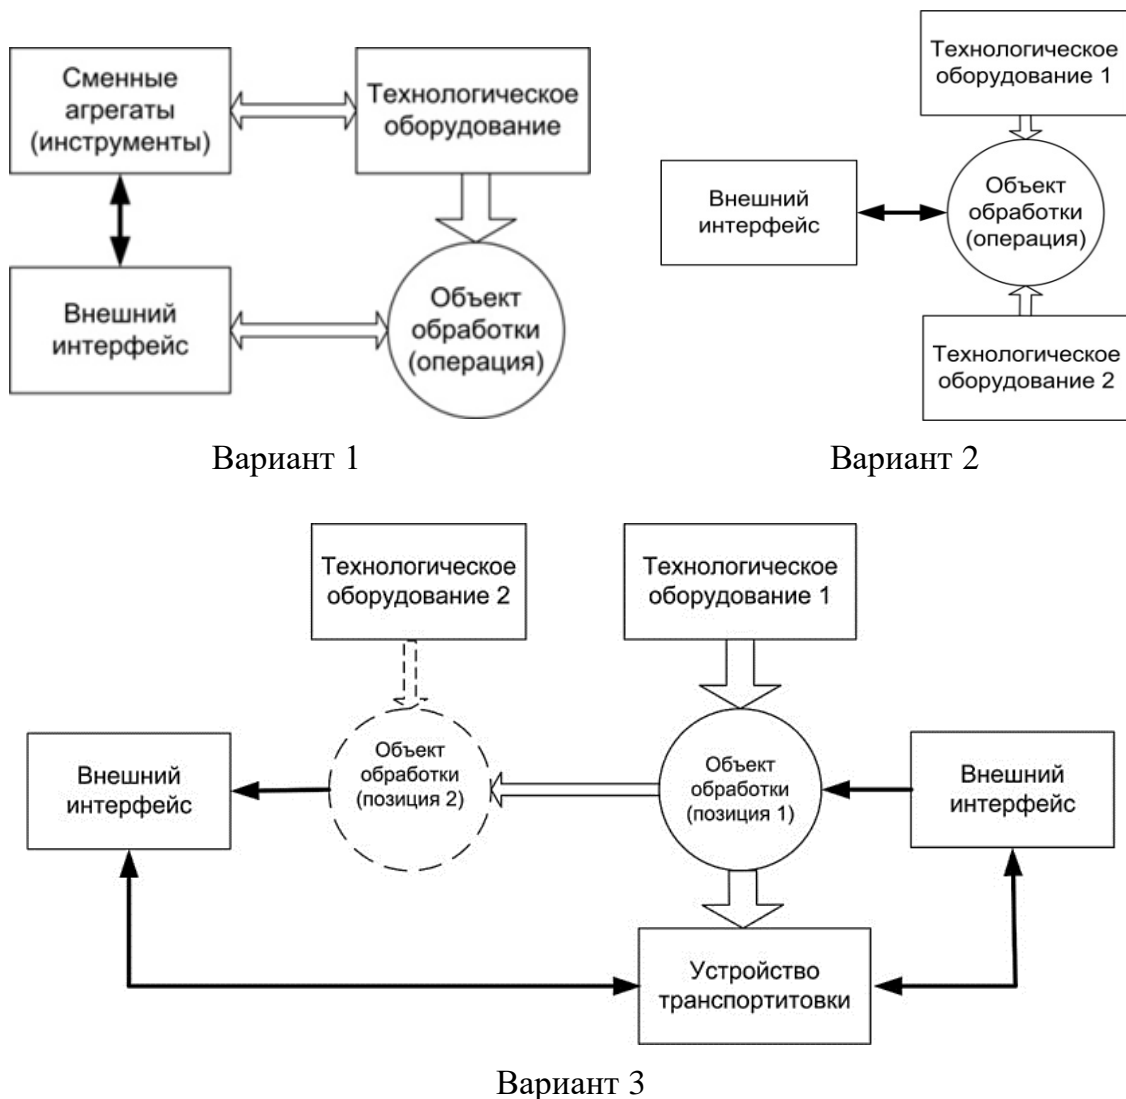 Сменные
агрегаты
(инструменты)
Технологическое
оборудование
Внешний
интерфейс
Объект
обработки
(операция)
Вариант 1
Технологическое
оборудование 1
Внешний
интерфейс
Объект
обработки
(операция)
Технологическое
оборудование 2
Вариант 2
Технологическое
оборудование 2
Технологическое
оборудование 1
Внешний
интерфейс
Объект
обработки
(позиция 2)
Объект
обработки
(позиция 1)
Внешний
интерфейс
Устройство
транспортитовки
Вариант 3